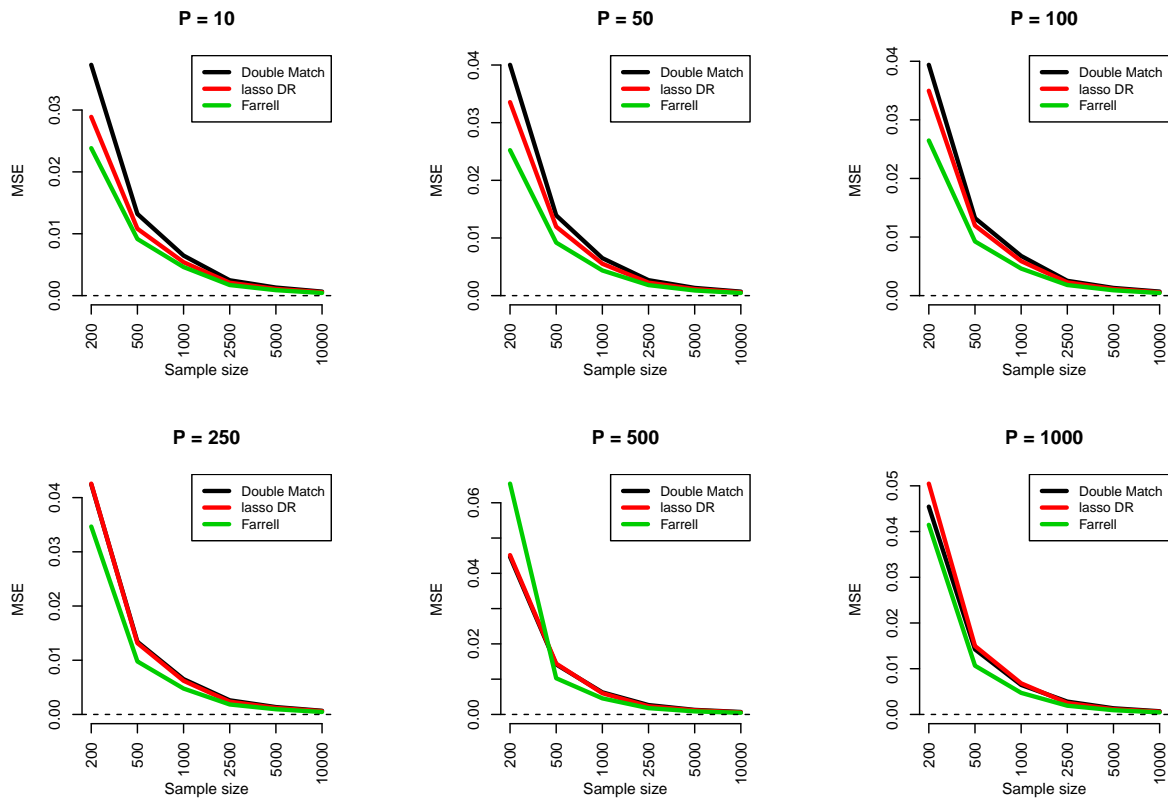 P = 10
Double Match
lasso DR
Farrell
MSE
0.00
0.01
0.02
0.03
200
500
1000
2500
5000
10000
Sample size
P = 50
Double Match
lasso DR
Farrell
MSE
0.00
0.01
0.02
0.03
0.04
200
500
1000
2500
5000
10000
Sample size
P = 100
Double Match
lasso DR
Farrell
MSE
0.00
0.01
0.02
0.03
0.04
200
500
1000
2500
5000
10000
Sample size
P = 250
Double Match
lasso DR
Farrell
MSE
0.00
0.01
0.02
0.03
0.04
200
500
1000
2500
5000
10000
Sample size
P = 500
Double Match
lasso DR
Farrell
MSE
0.00
0.02
0.04
0.06
200
500
1000
2500
5000
10000
Sample size
P = 1000
Double Match
lasso DR
Farrell
MSE
0.00
0.01
0.02
0.03
0.04
0.05
200
500
1000
2500
5000
10000
Sample size